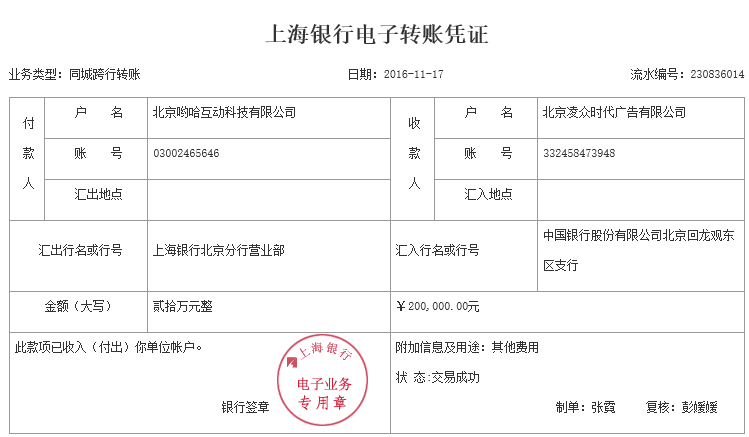 上海银行电子转账凭证
业务类型：同城跨行转账 日期：2016-11-17 流水编号：230836014
付款人 户 名 北京哟哈互动科技有限公司 收款人 户 名 北京凌众时代广告有限公司
账 号 03002465646 账 号 332458473948
汇出地点 汇入地点
汇出行名或行号 上海银行北京分行营业部 汇入行名或行号 中国银行股份有限公司北京回龙观东
区支行
金额（大写） 贰拾万元整 ￥200,000.00元
此款项已收入（付出）你单位帐户。 附加信息及用途：其他费用
状 态:交易成功
上海银行
电子业务
专用章
银行签章 制单：张霓 复核：彭媛媛